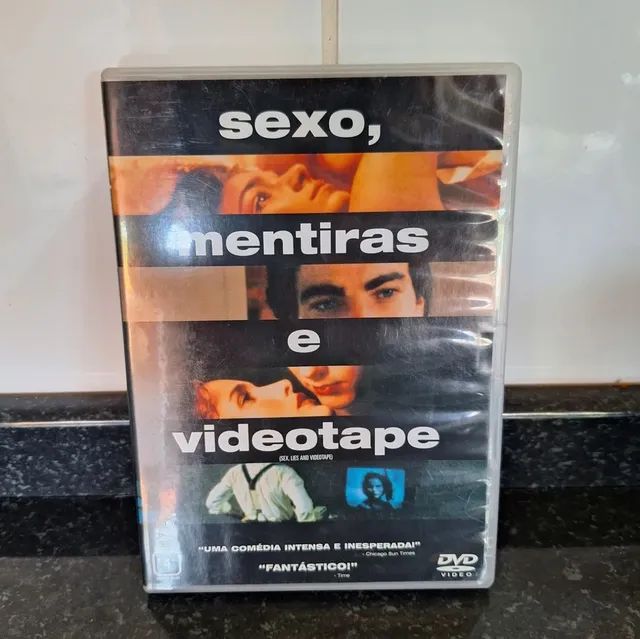 sexo,
mentiras
e
videotape
(SEX, LIES AND VIDEOTAPE)
"UMA COMÉDIA INTENSA E INESPERADA!"
- Chicago Sun Times
"FANTÁSTICO!"
- Time
DVD
VIDEO